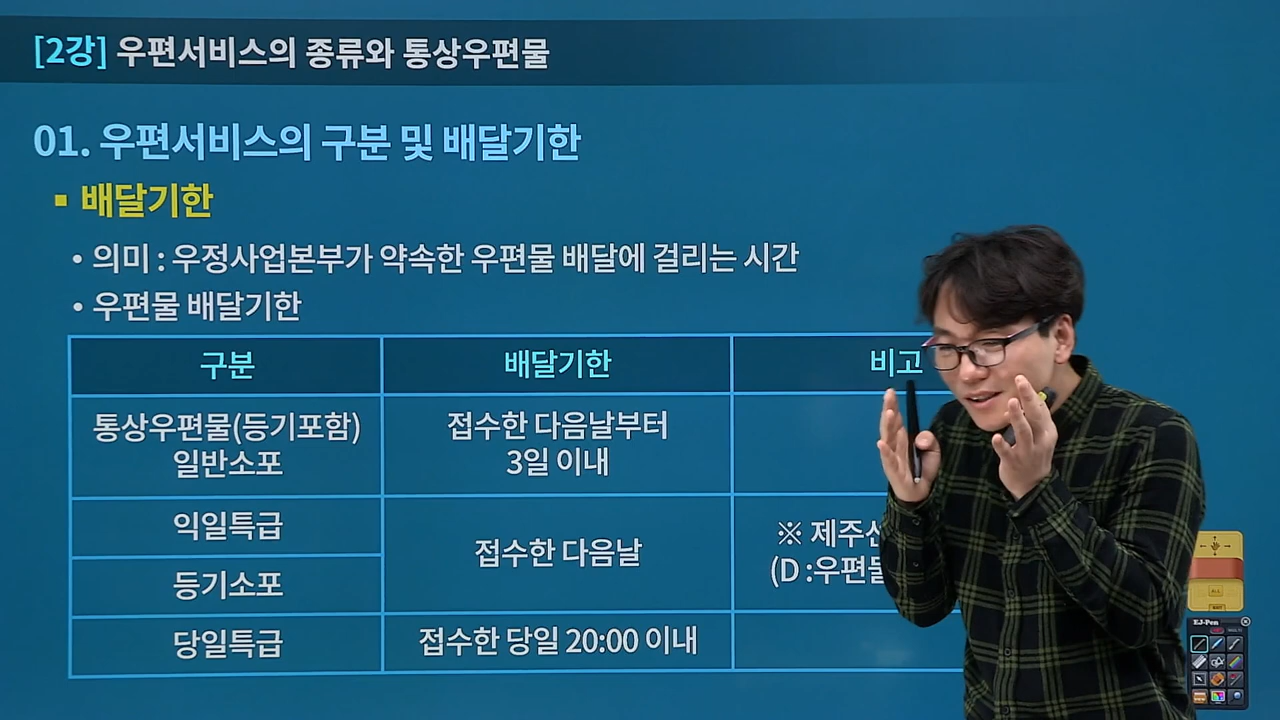 [2강] 우편서비스의 종류와 통상우편물
01. 우편서비스의 구분 및 배달기한
▪ 배달기한
• 의미 : 우정사업본부가 약속한 우편물 배달에 걸리는 시간
• 우편물 배달기한
구분 배달기한 비고
통상우편물(등기포함)
일반소포
접수한 다음날부터
3일 이내
익일특급
등기소포
접수한 다음날
※ 제주선
(D :우편물
당일특급 접수한 당일 20:00 이내
EJ-Pen